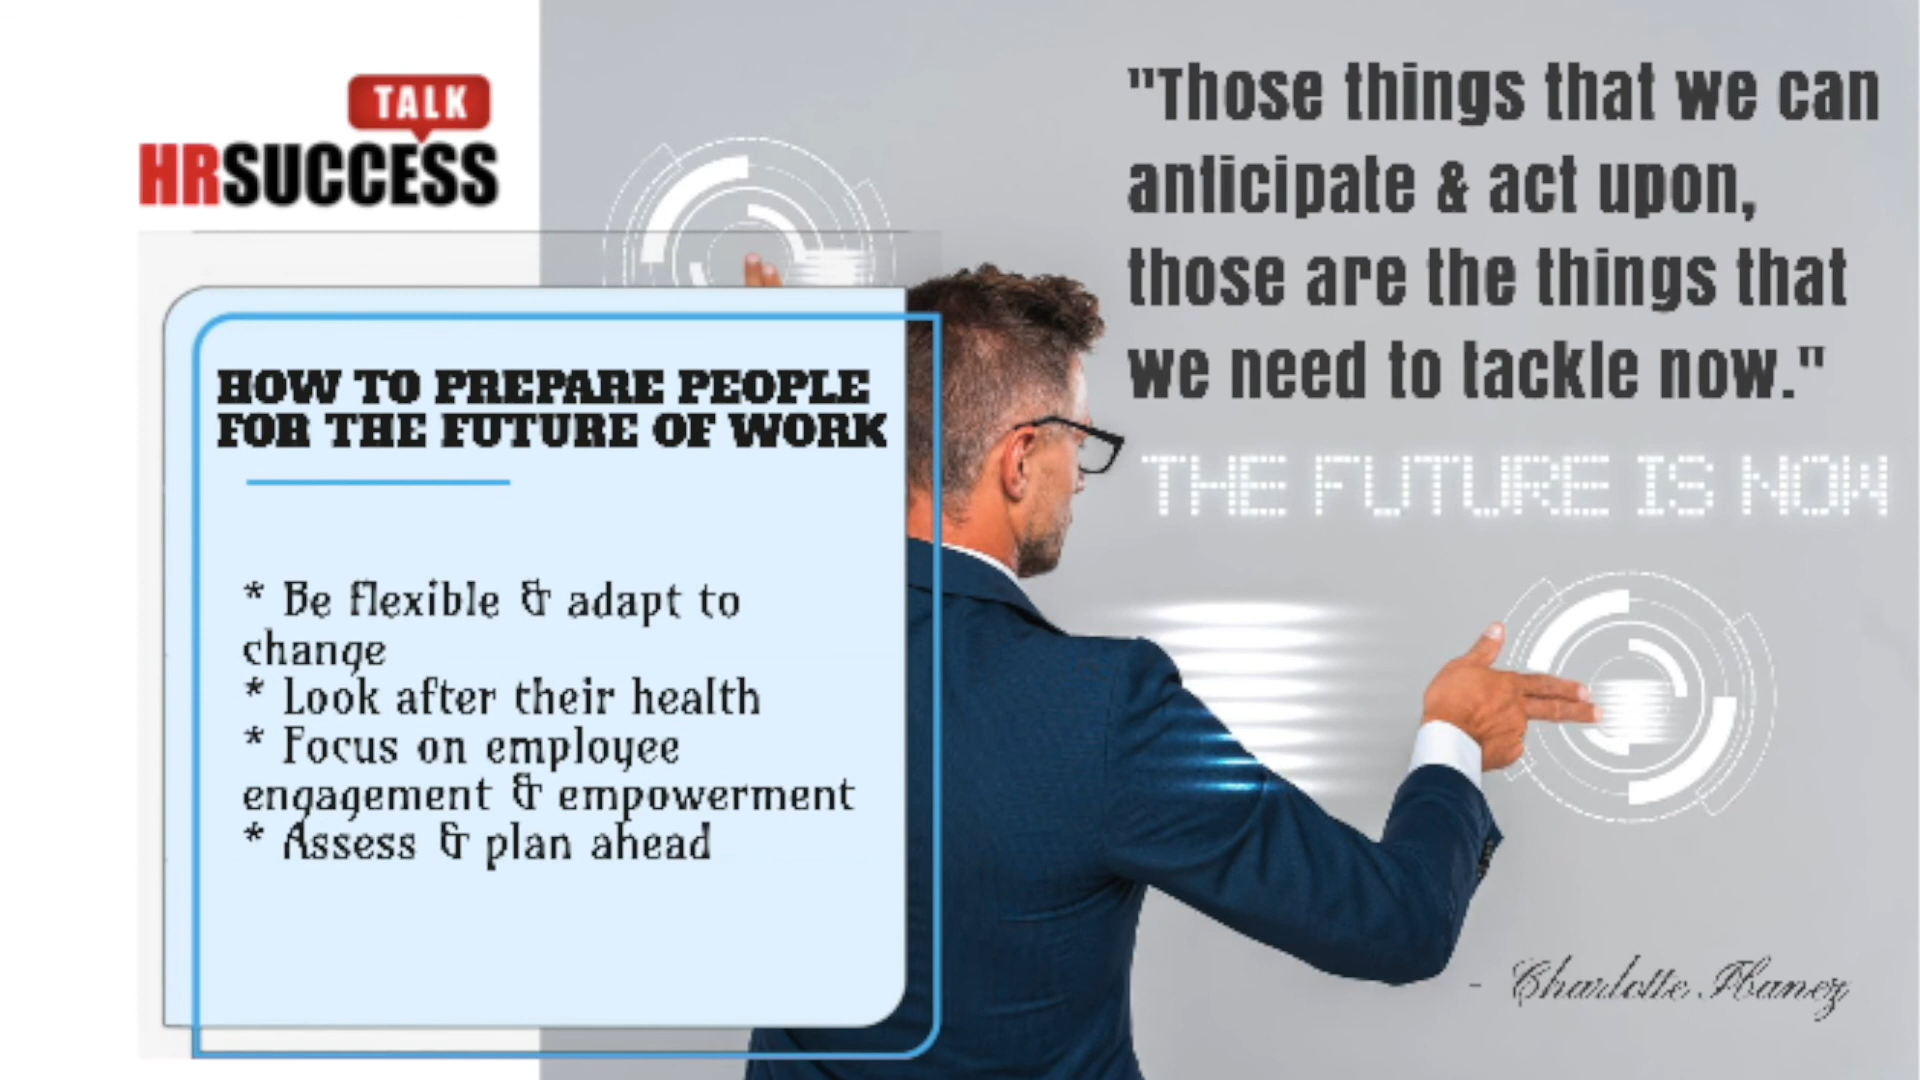 TALK
HRSUCCESS
HOW TO PREPARE PEOPLE
FOR THE FUTURE OF WORK
* Be flexible & adapt to
change
* Look after their health
* Focus on employee
engagement & empowerment
* Assess & plan ahead
"Those things that we can
anticipate & act upon,
those are the things that
we need to tackle now."
THE FUTURE IS NOW
- Charlotte Hanez